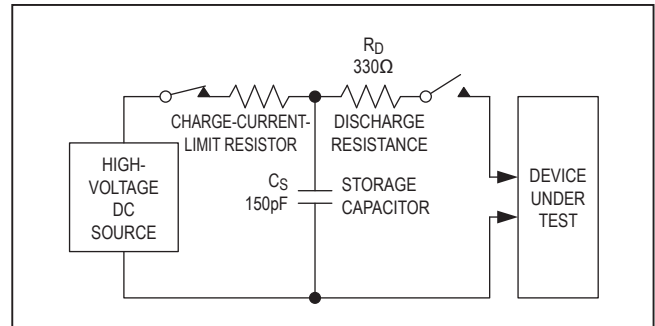 R_D
330Ω
CHARGE-CURRENT-
LIMIT RESISTOR
DISCHARGE
RESISTANCE
HIGH-
VOLTAGE
DC
SOURCE
C_S
150pF
STORAGE
CAPACITOR
DEVICE
UNDER
TEST